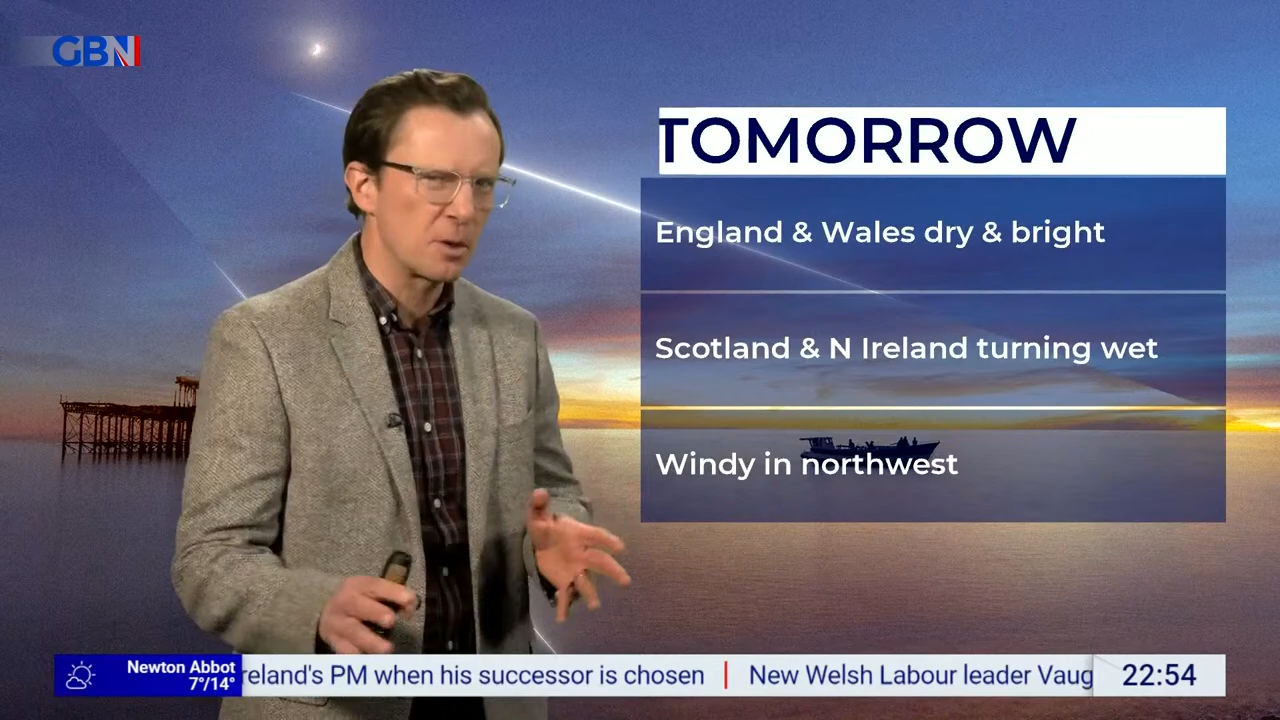 GBN
TOMORROW
England & Wales dry & bright
Scotland & N Ireland turning wet
Windy in northwest
Newton Abbot
7°/14°
reland's PM when his successor is chosen | New Welsh Labour leader Vaug
22:54